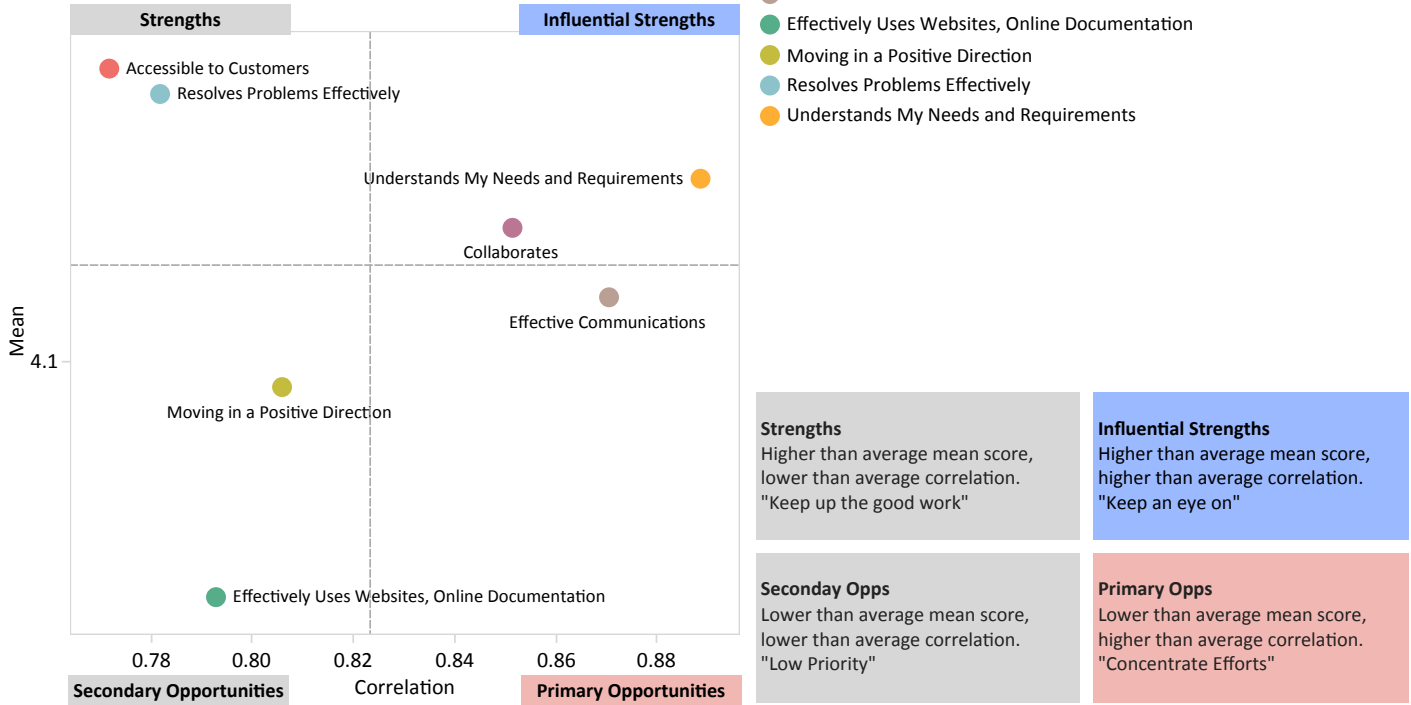 Strengths
Influential Strengths
Effectively Uses Websites, Online Documentation
Moving in a Positive Direction
Resolves Problems Effectively
Understands My Needs and Requirements
Accessible to Customers
Resolves Problems Effectively
Understands My Needs and Requirements
Collaborates
Effective Communications
Mean
4.1
Moving in a Positive Direction
Effectively Uses Websites, Online Documentation
0.78
0.80
0.82
0.84
0.86
0.88
Correlation
Secondary Opportunities
Primary Opportunities
Strengths
Higher than average mean score,
lower than average correlation.
"Keep up the good work"
Influential Strengths
Higher than average mean score,
higher than average correlation.
"Keep an eye on"
Seconday Opps
Lower than average mean score,
lower than average correlation.
"Low Priority"
Primary Opps
Lower than average mean score,
higher than average correlation.
"Concentrate Efforts"